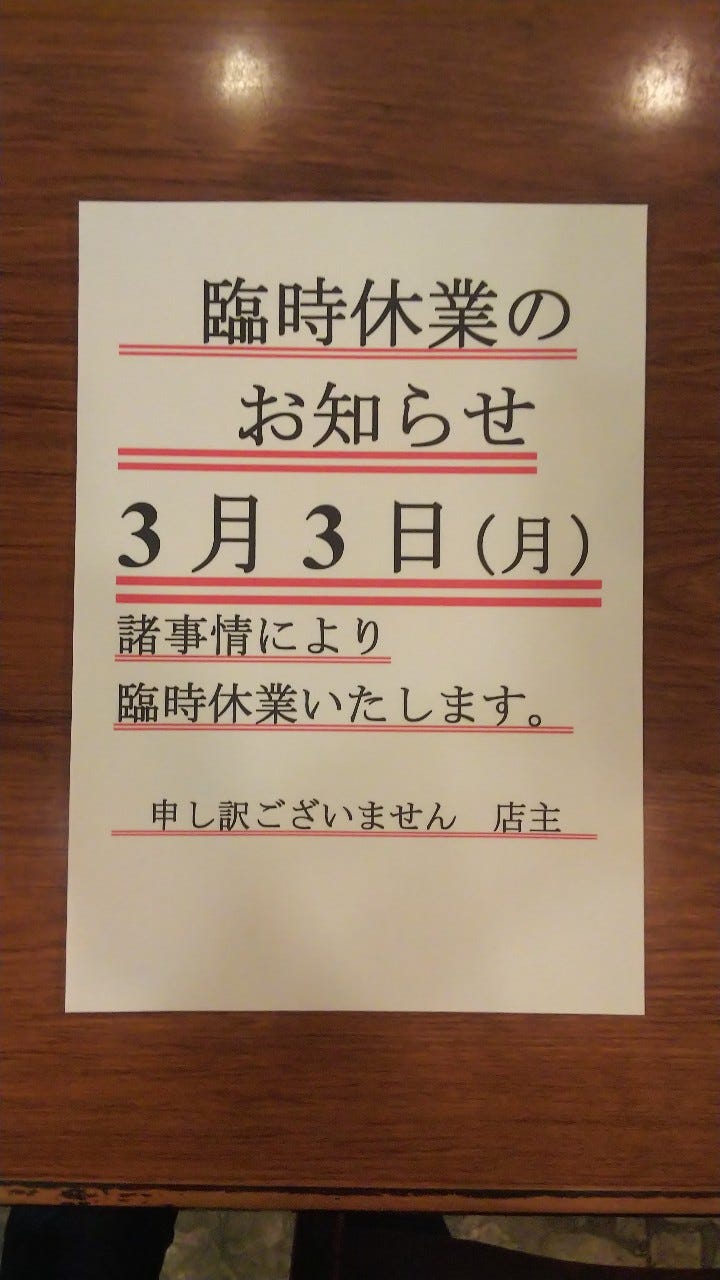 臨時休業の
お知らせ
3月3日(月)
諸事情により
臨時休業いたします。
申し訳ございません　店主